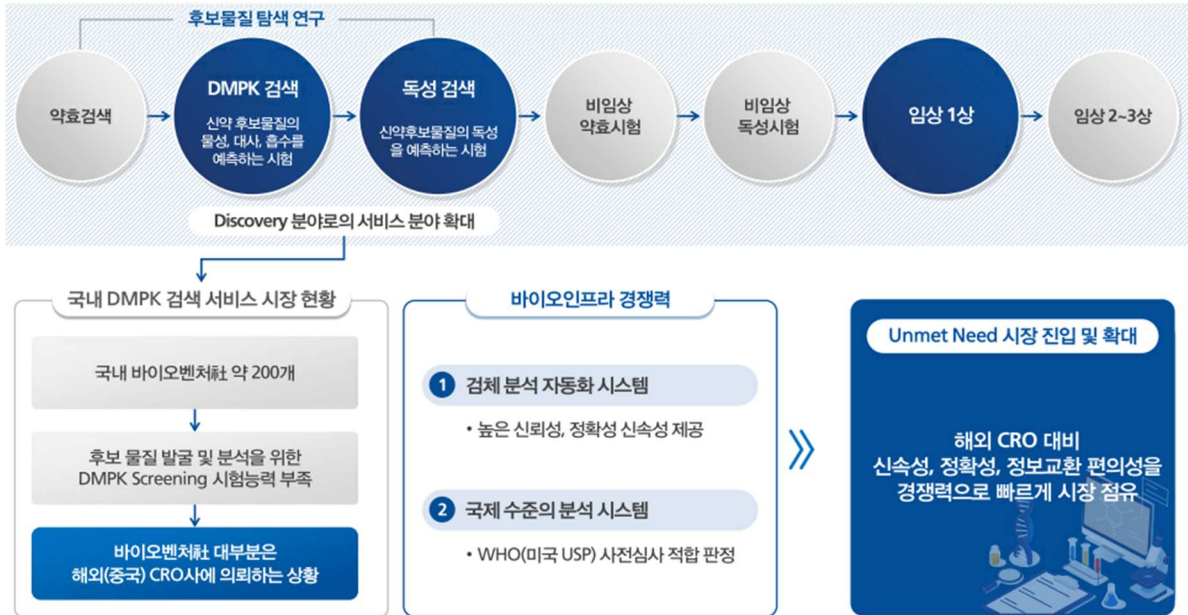 후보물질 탐색 연구
약효검색
DMPK 검색
신약 후보물질의
물성, 대사, 흡수를
예측하는 시험
독성 검색
신약후보물질의 독성
을 예측하는 시험
비임상
약효시험
비임상
독성시험
임상 1상
임상 2~3상
Discovery 분야로의 서비스 분야 확대
국내 DMPK 검색 서비스 시장 현황
국내 바이오벤처社 약 200개
후보 물질 발굴 및 분석을 위한
DMPK Screening 시험능력 부족
바이오벤처社 대부분은
해외(중국) CRO사에 의뢰하는 상황
바이오인프라 경쟁력
1 검체 분석 자동화 시스템
• 높은 신뢰성, 정확성 신속성 제공
2 국제 수준의 분석 시스템
• WHO(미국 USP) 사전심사 적합 판정
Unmet Need 시장 진입 및 확대
해외 CRO 대비
신속성, 정확성, 정보교환 편의성을
경쟁력으로 빠르게 시장 점유